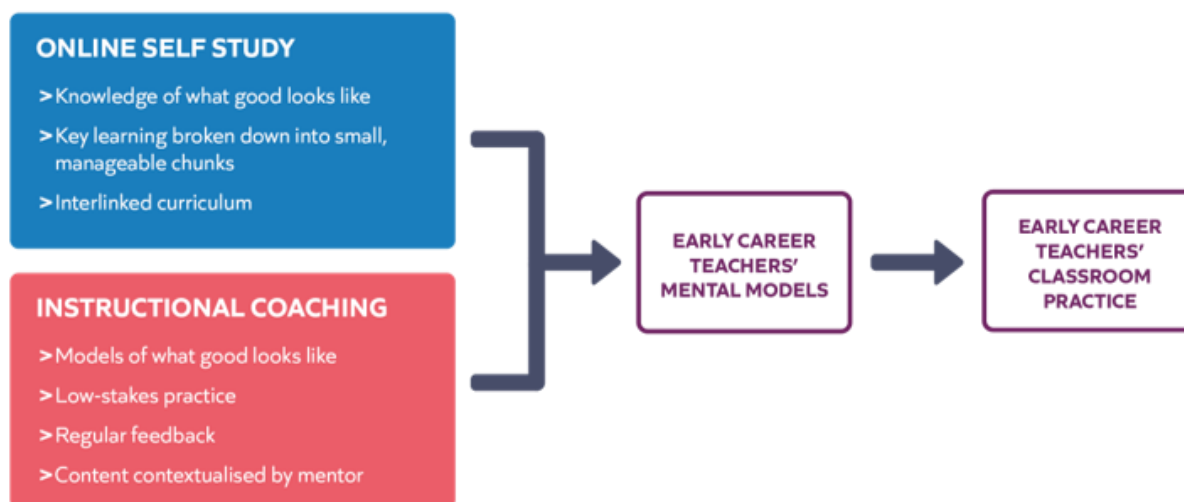 ONLINE SELF STUDY
>Knowledge of what good looks like
>Key learning broken down into small,
manageable chunks
>Interlinked curriculum
INSTRUCTIONAL COACHING
>Models of what good looks like
>Low-stakes practice
>Regular feedback
>Content contextualised by mentor
EARLY CAREER
TEACHERS’
MENTAL MODELS
EARLY CAREER
TEACHERS’
CLASSROOM
PRACTICE